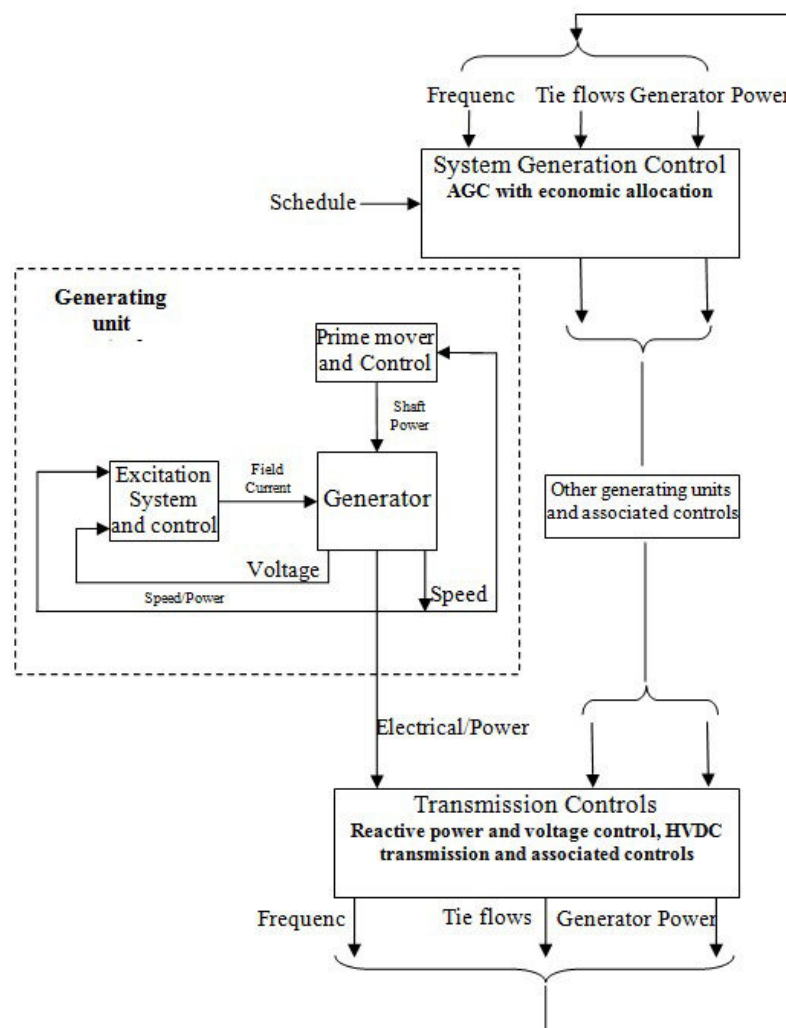 Frequenc Tie flows Generator Power
System Generation Control
AGC with economic allocation
Schedule
Generating
unit
Prime mover
and Control
Shaft
Power
Excitation
System
and control
Field
Current
Generator
Other generating units
and associated controls
Voltage
Speed/Power
Speed
Electrical/Power
Transmission Controls
Reactive power and voltage control, HVDC
transmission and associated controls
Frequenc Tie flows Generator Power